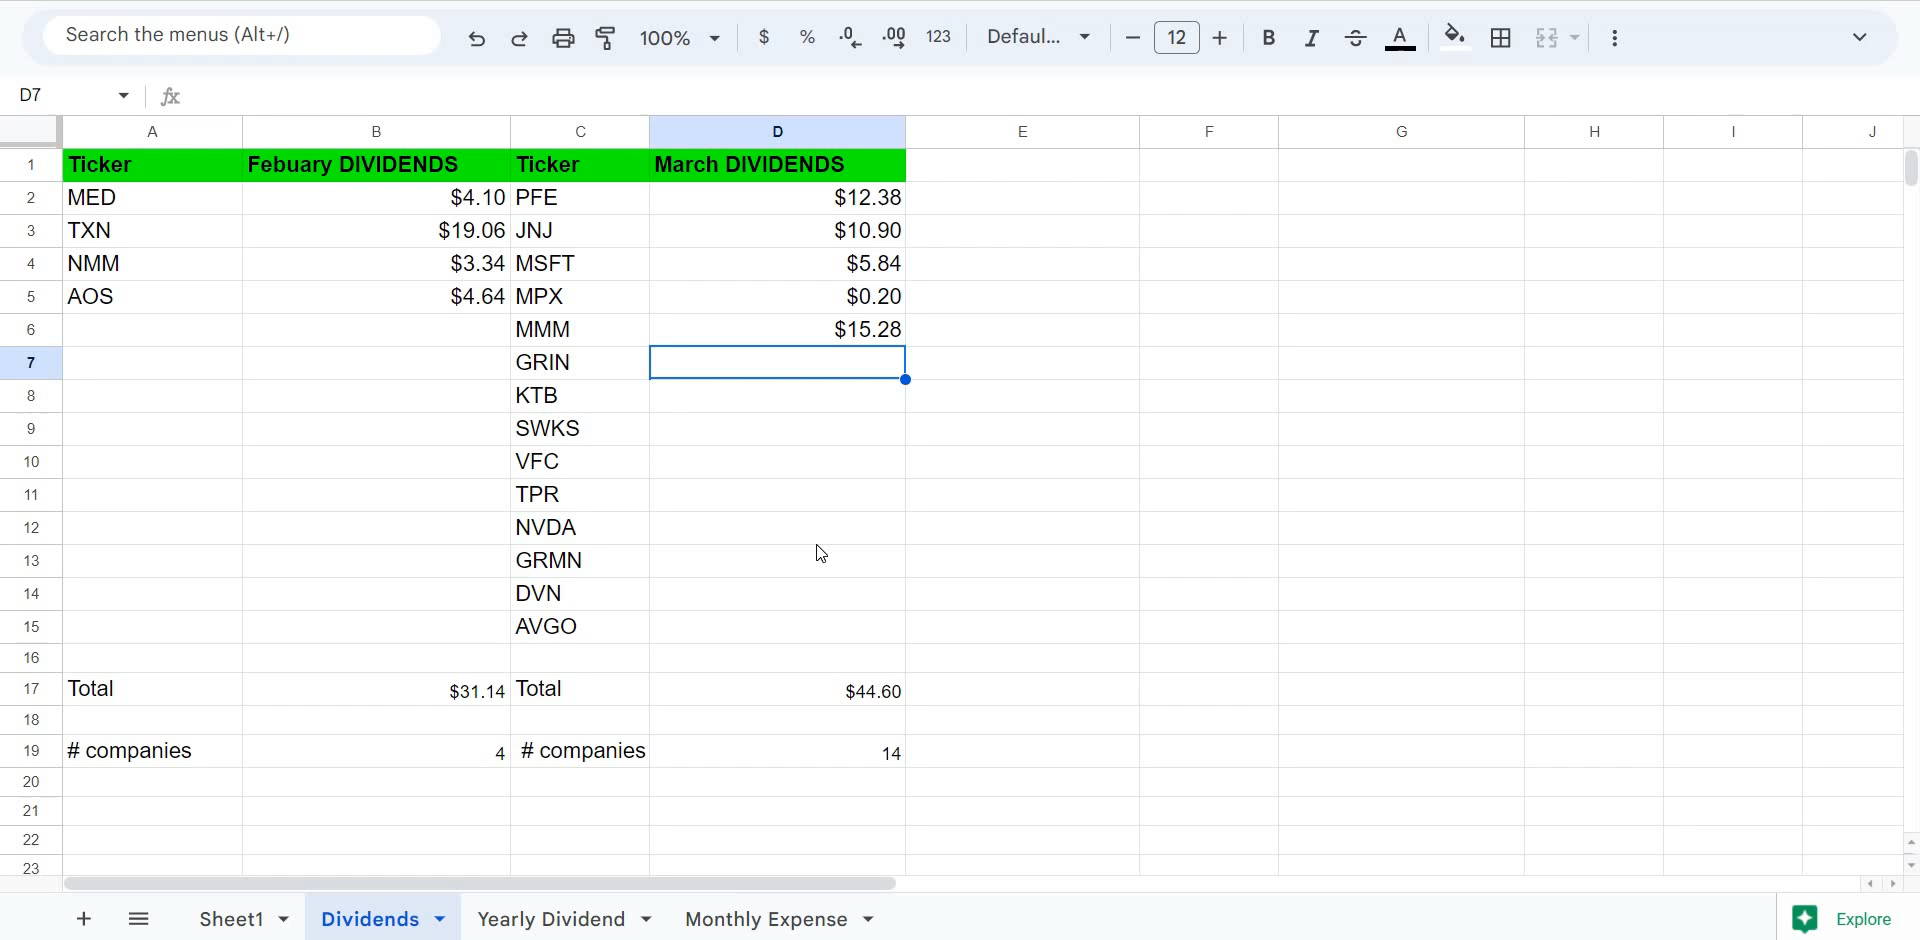 Search the menus (Alt+/) 100% $ % .0 .00 123 Defaul... 12 B I A
D7 fx
A B C D E F G H I J
1 Ticker Febuary DIVIDENDS Ticker March DIVIDENDS
2 MED $4.10 PFE $12.38
3 TXN $19.06 JNJ $10.90
4 NMM $3.34 MSFT $5.84
5 AOS $4.64 MPX $0.20
6 MMM $15.28
7 GRIN
8 KTB
9 SWKS
10 VFC
11 TPR
12 NVDA
13 GRMN
14 DVN
15 AVGO
16
17 Total $31.14 Total $44.60
18
19 # companies 4 # companies 14
20
21
22
23
Sheet1 Dividends Yearly Dividend Monthly Expense Explore